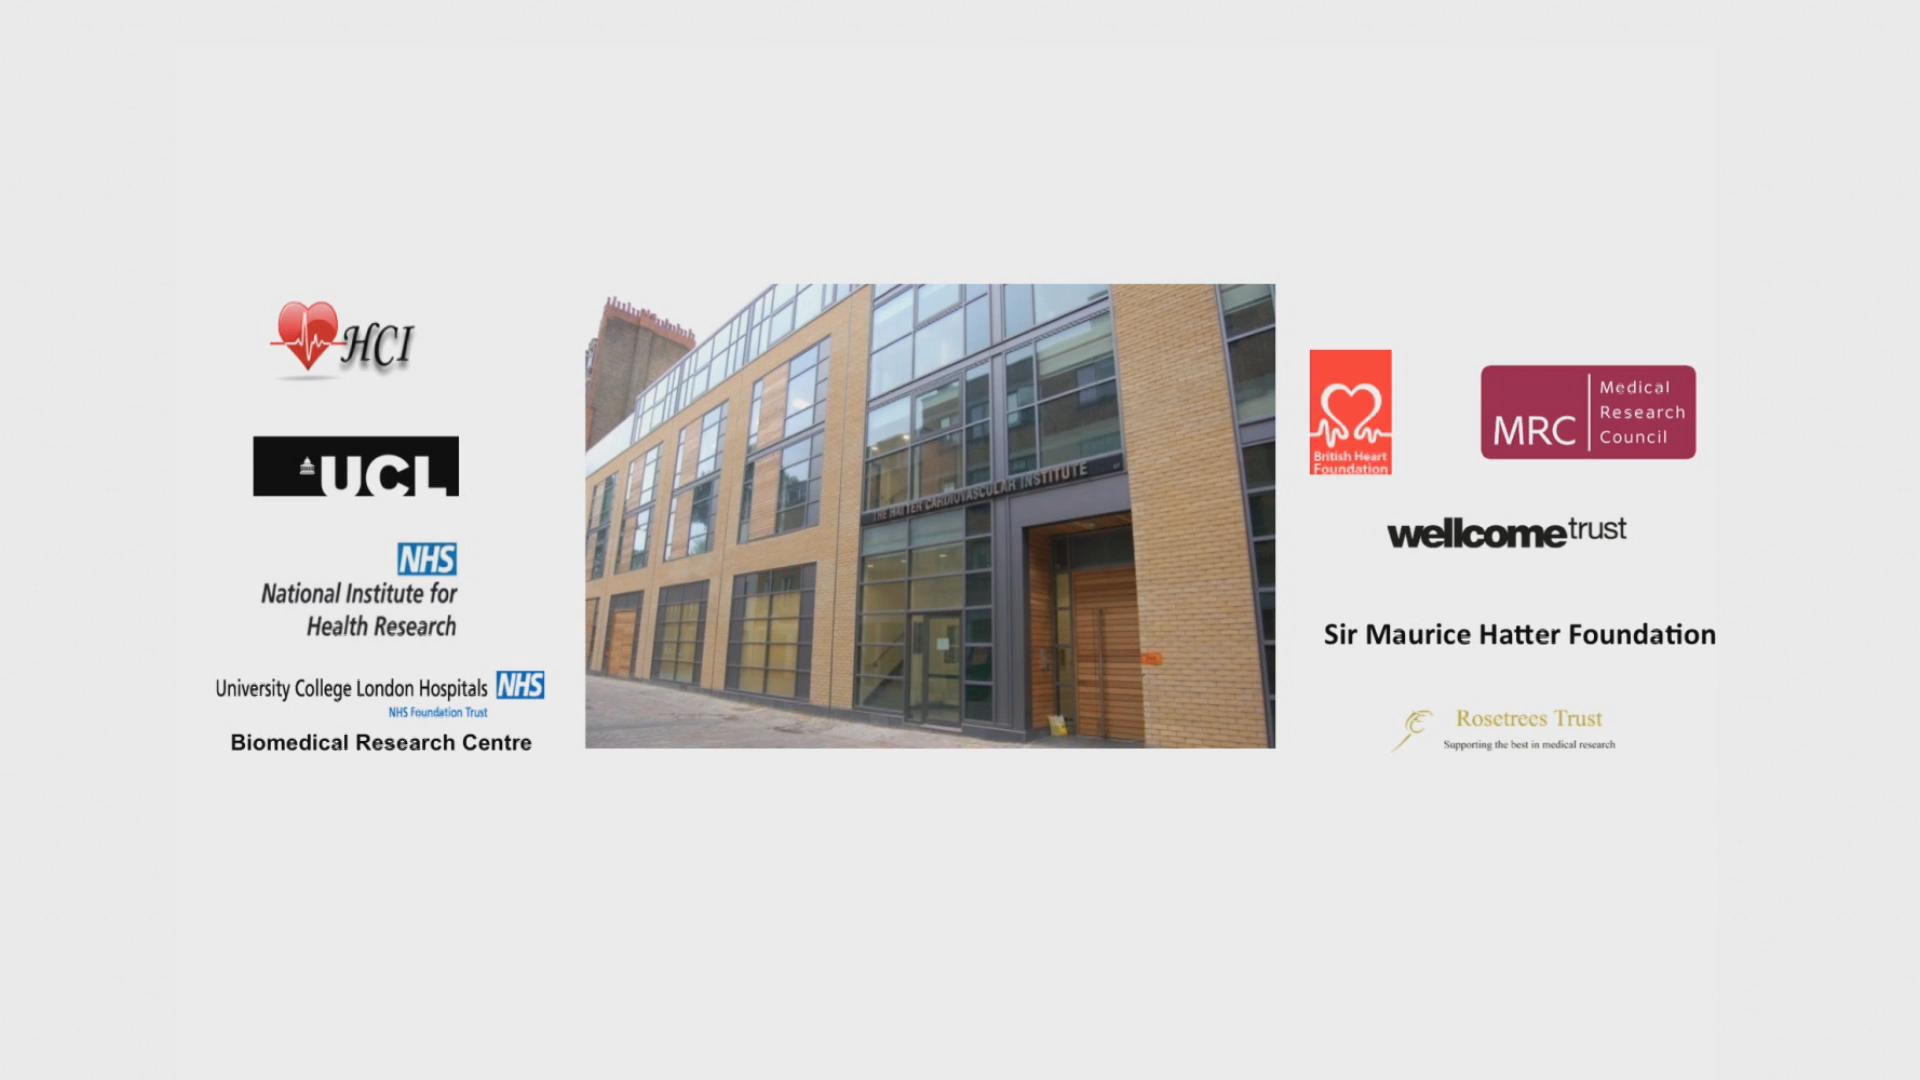 HCI
UCL
NHS
National Institute for
Health Research
University College London Hospitals NHS
NHS Foundation Trust
Biomedical Research Centre
THE HATTER CARDIOVASCULAR INSTITUTE
British Heart
Foundation
MRC
Medical
Research
Council
wellcometrust
Sir Maurice Hatter Foundation
Rosetrees Trust
Supporting the best in medical research